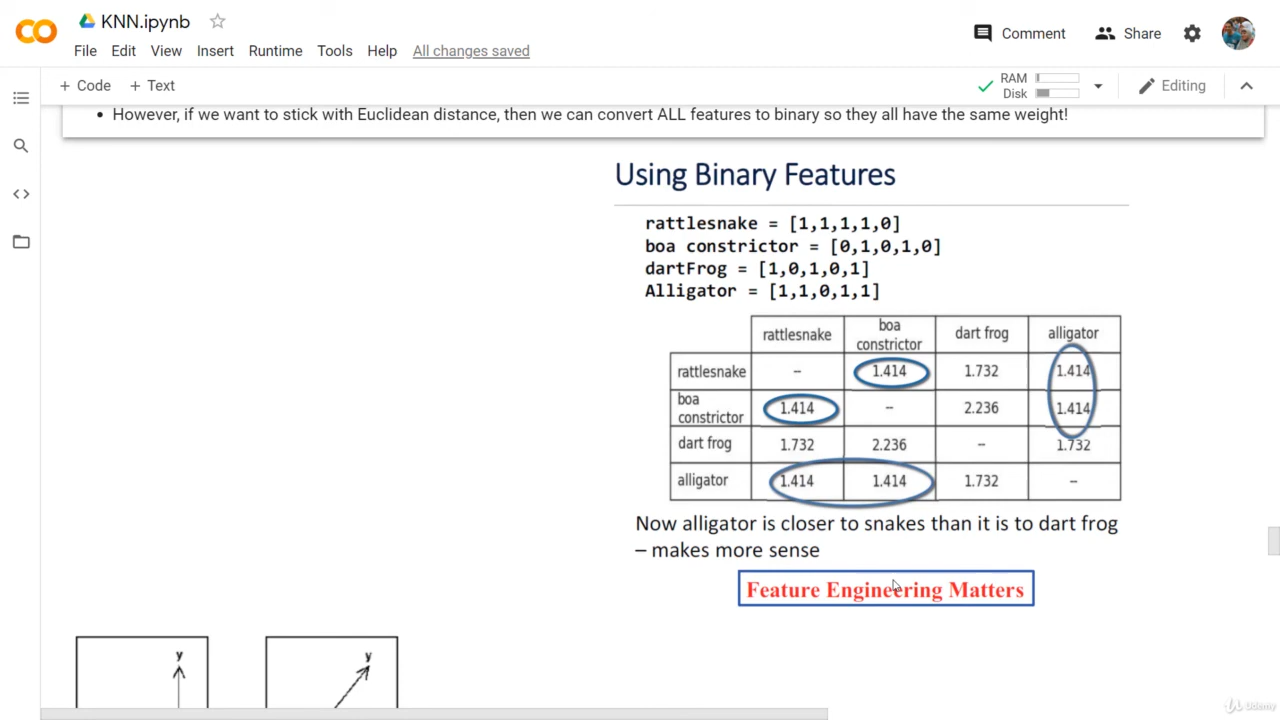 KNN.ipynb
File Edit View Insert Runtime Tools Help All changes saved
Comment Share
+ Code + Text
RAM
Disk
Editing
• However, if we want to stick with Euclidean distance, then we can convert ALL features to binary so they all have the same weight!
Using Binary Features
rattlesnake = [1,1,1,1,0]
boa constrictor = [0,1,0,1,0]
dartFrog = [1,0,1,0,1]
Alligator = [1,1,0,1,1]
rattlesnake boa constrictor dart frog alligator
rattlesnake -- 1.414 1.732 1.414
boa constrictor 1.414 -- 2.236 1.414
dart frog 1.732 2.236 -- 1.732
alligator 1.414 1.414 1.732 --
Now alligator is closer to snakes than it is to dart frog
– makes more sense
Feature Engineering Matters
y y
Udemy